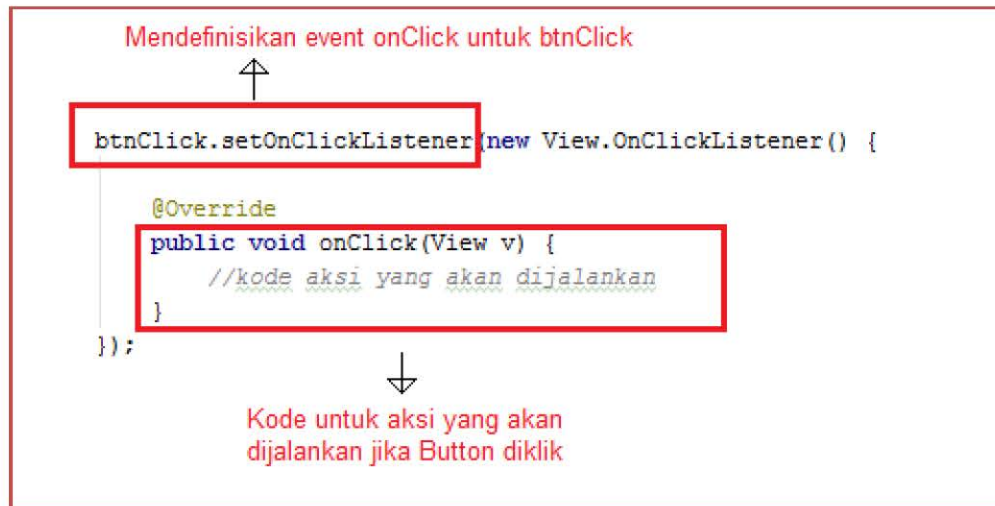 Mendefinisikan event onClick untuk btnClick
btnClick.setOnClickListener(new View.OnClickListener() {
@Override
public void onClick(View v) {
//kode aksi yang akan dijalankan
}
});
Kode untuk aksi yang akan
dijalankan jika Button diklik